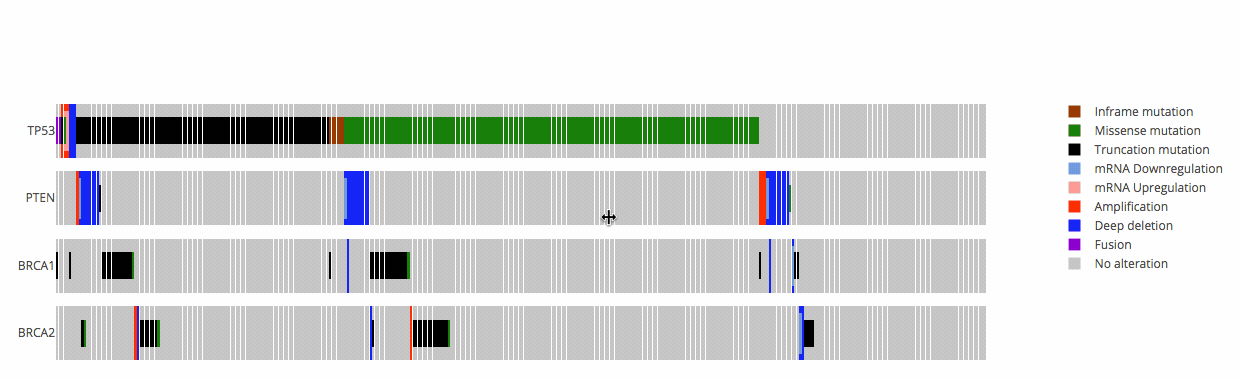 TP53
PTEN
BRCA1
BRCA2
Inframe mutation
Missense mutation
Truncation mutation
mRNA Downregulation
mRNA Upregulation
Amplification
Deep deletion
Fusion
No alteration